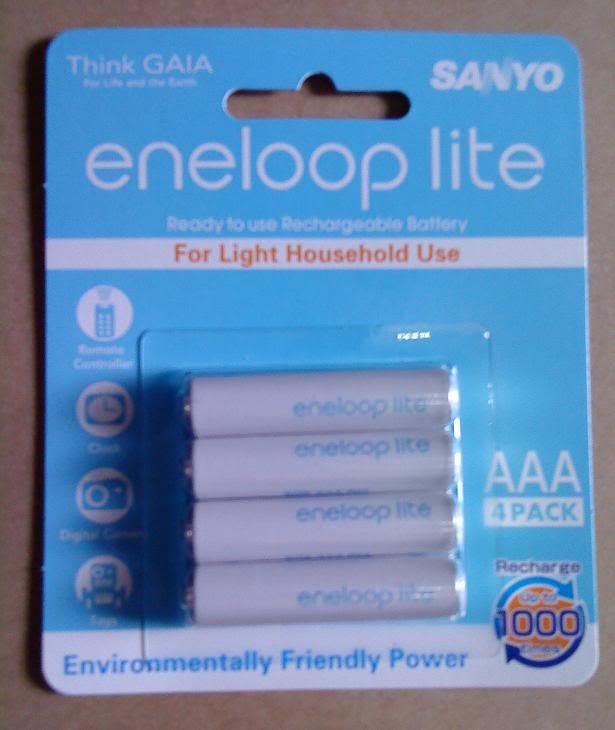 Think GAIA
For Life and the Earth
SANYO
eneloop lite
Ready to use Rechargeable Battery
For Light Household Use
Remote
Controller
Clock
Digital Camera
Toys
eneloop lite
eneloop lite
eneloop lite
eneloop lite
AAA
4 PACK
Recharge
Up to
1000
times
Environmentally Friendly Power